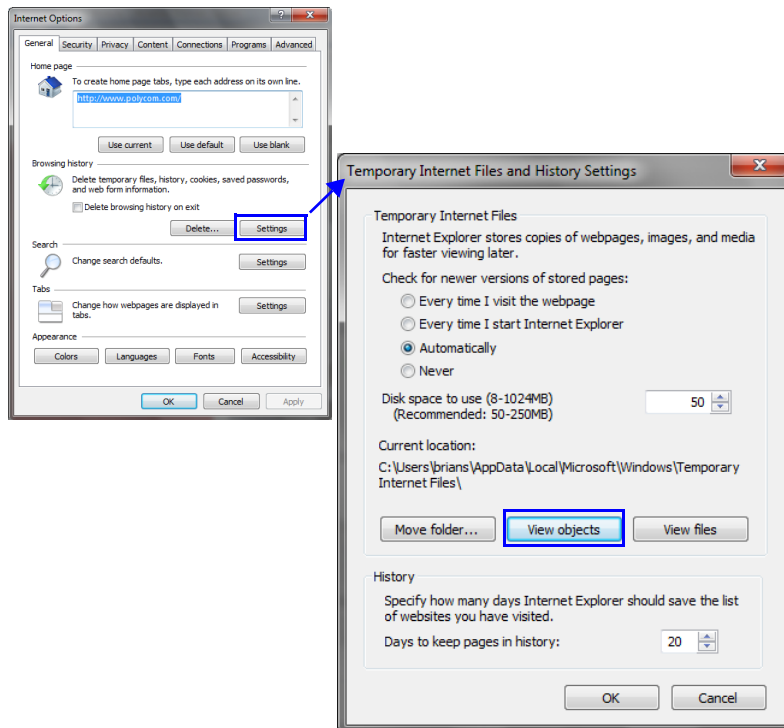 Internet Options
General Security Privacy Content Connections Programs Advanced
Home page
To create home page tabs, type each address on its own line.
http://www.polycom.com/
Use current Use default Use blank
Browsing history
Delete temporary files, history, cookies, saved passwords,
and web form information.
Delete browsing history on exit
Delete... Settings
Search
Change search defaults. Settings
Tabs
Change how webpages are displayed in
tabs.
Settings
Appearance
Colors Languages Fonts Accessibility
OK Cancel Apply
Temporary Internet Files and History Settings
Temporary Internet Files
Internet Explorer stores copies of webpages, images, and media
for faster viewing later.
Check for newer versions of stored pages:
Every time I visit the webpage
Every time I start Internet Explorer
Automatically
Never
Disk space to use (8-1024MB) 50
(Recommended: 50-250MB)
Current location:
C:\Users\brians\AppData\Local\Microsoft\Windows\Temporary
Internet Files\
Move folder... View objects View files
History
Specify how many days Internet Explorer should save the list
of websites you have visited.
Days to keep pages in history: 20
OK Cancel